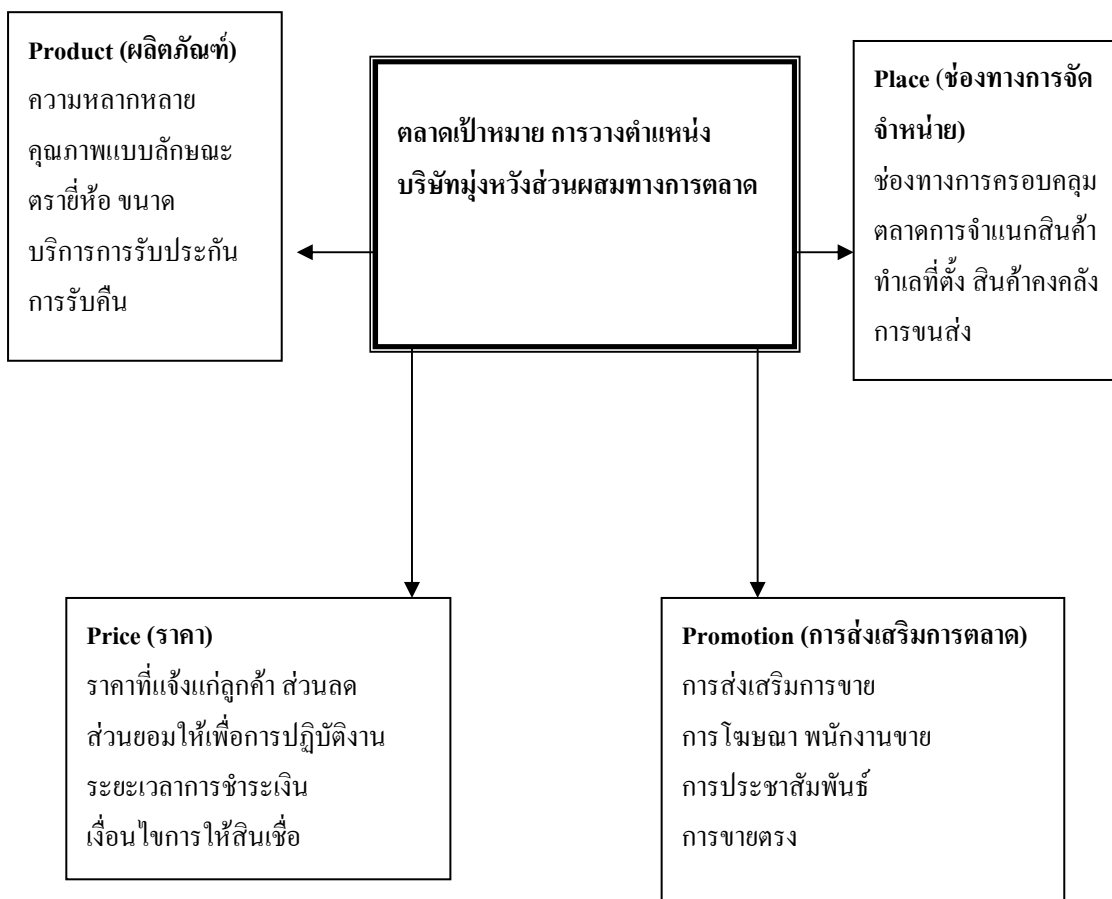 Product (ผลิตภัณฑ์)
ความหลากหลาย
คุณภาพแบบลักษณะ
ตรายี่ห้อ ขนาด
บริการการรับประกัน
การรับคืน
ตลาดเป้าหมาย การวางตำแหน่ง
บริษัทมุ่งหวังส่วนผสมทางการตลาด
Place (ช่องทางการจัด
จำหน่าย)
ช่องทางการครอบคลุม
ตลาดการจำแนกสินค้า
ทำเลที่ตั้ง สินค้าคงคลัง
การขนส่ง
Price (ราคา)
ราคาที่แจ้งแก่ลูกค้า ส่วนลด
ส่วนยอมให้เพื่อการปฏิบัติงาน
ระยะเวลาการชำระเงิน
เงื่อนไขการให้สินเชื่อ
Promotion (การส่งเสริมการตลาด)
การส่งเสริมการขาย
การโฆษณา พนักงานขาย
การประชาสัมพันธ์
การขายตรง